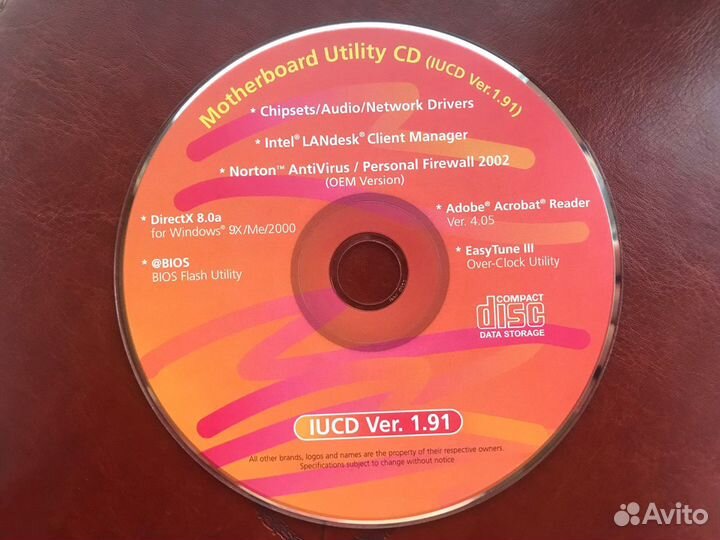 Motherboard Utility CD (IUCD Ver.1.91)
* Chipsets/Audio/Network Drivers
* Intel® LANdesk® Client Manager
* Norton™ AntiVirus / Personal Firewall 2002
(OEM Version)
* DirectX 8.0a
for Windows® 9X/Me/2000
* Adobe® Acrobat® Reader
Ver. 4.05
* @BIOS
BIOS Flash Utility
* EasyTune III
Over-Clock Utility
COMPACT
disc
DATA STORAGE
IUCD Ver. 1.91
All other brands, logos and names are the property of their respective owners.
Specifications subject to change without notice
Avito